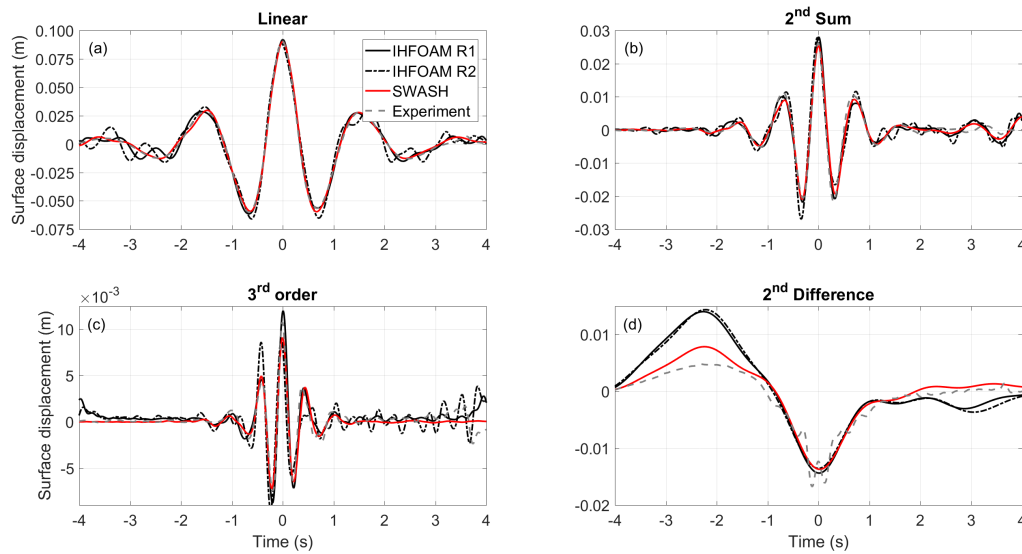 Linear
(a)
Surface displacement (m)
0.100
0.075
0.050
0.025
0
-0.025
-0.050
-0.075
-4 -3 -2 -1 0 1 2 3 4
IHFOAM R1
IHFOAM R2
SWASH
Experiment
2nd Sum
(b)
0.03
0.02
0.01
0
-0.01
-0.02
-0.03
-4 -3 -2 -1 0 1 2 3 4
3rd order
×10-3
(c)
Surface displacement (m)
10
5
0
-5
-4 -3 -2 -1 0 1 2 3 4
Time (s)
2nd Difference
(d)
0.01
0
-0.01
-0.02
-4 -3 -2 -1 0 1 2 3 4
Time (s)